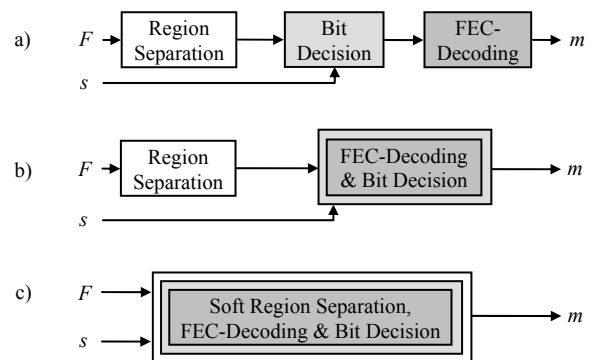 a)
F
Region
Separation
Bit
Decision
FEC-
Decoding
m
s
b)
F
Region
Separation
FEC-Decoding
& Bit Decision
m
s
c)
F
Soft Region Separation,
FEC-Decoding & Bit Decision
m
s